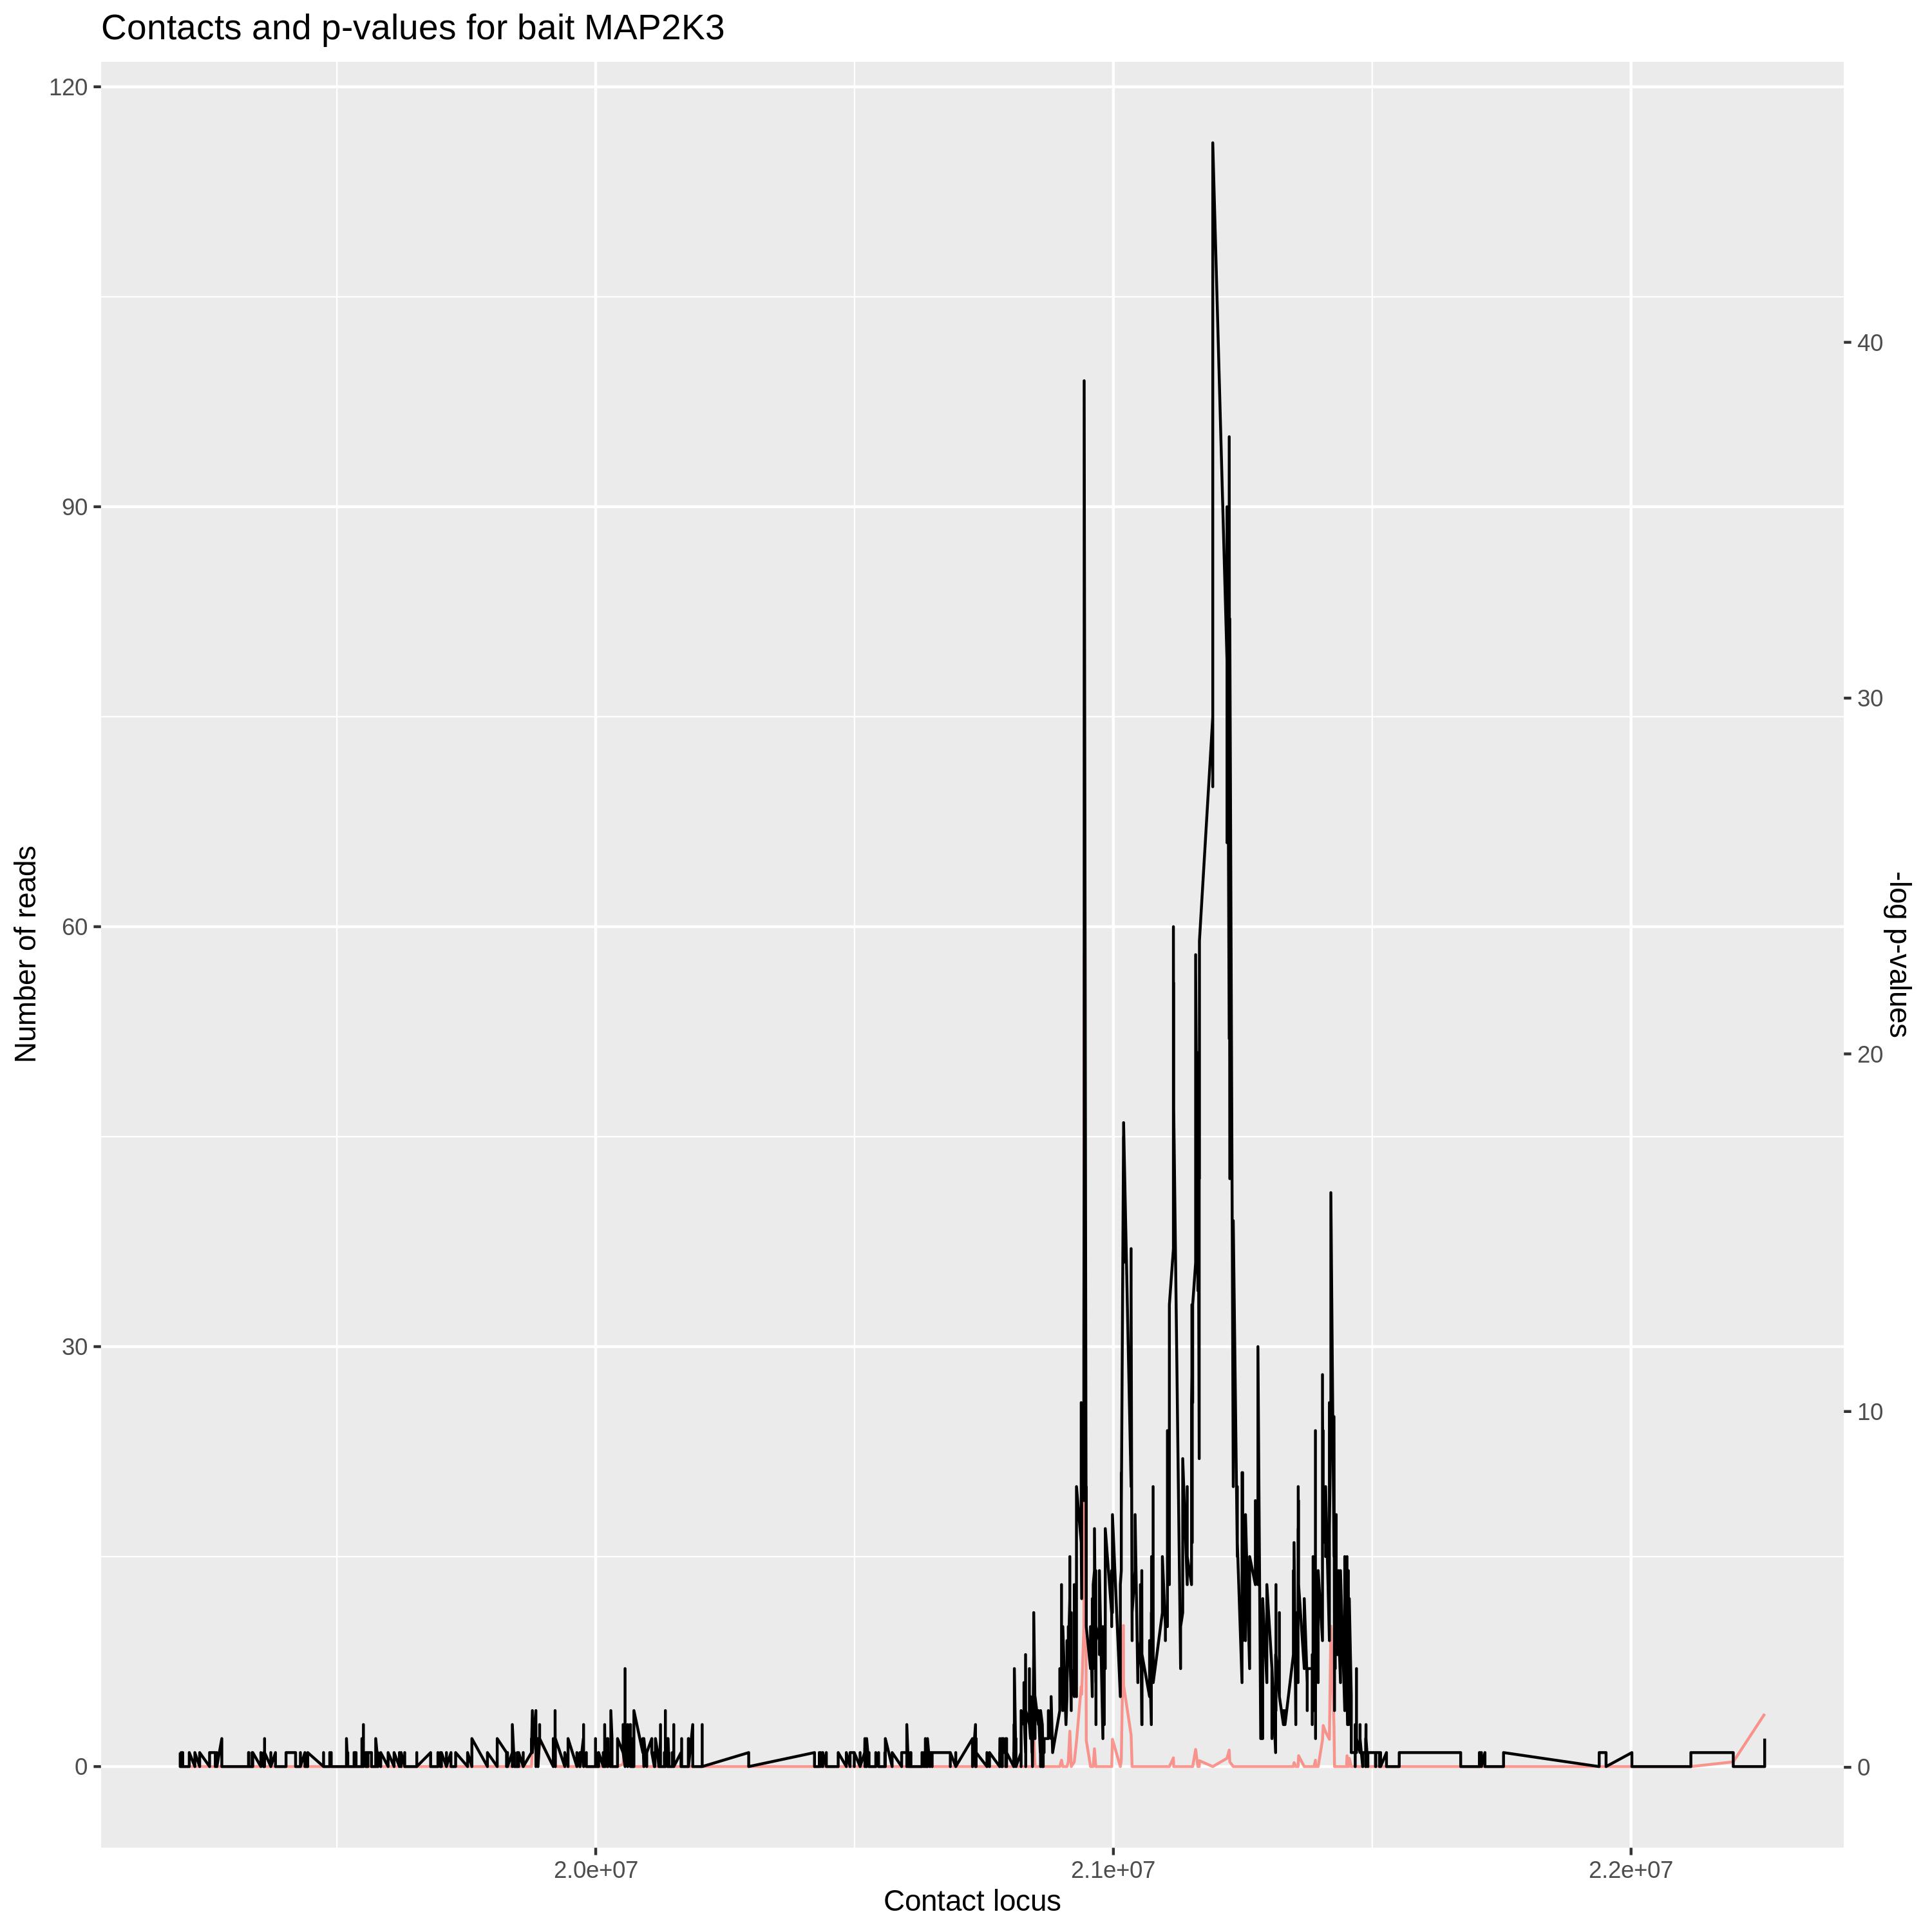 Contacts and p-values for bait MAP2K3
120
90
60
30
0
Number of reads
40
30
20
10
0
-log p-values
2.0e+07
2.1e+07
2.2e+07
Contact locus